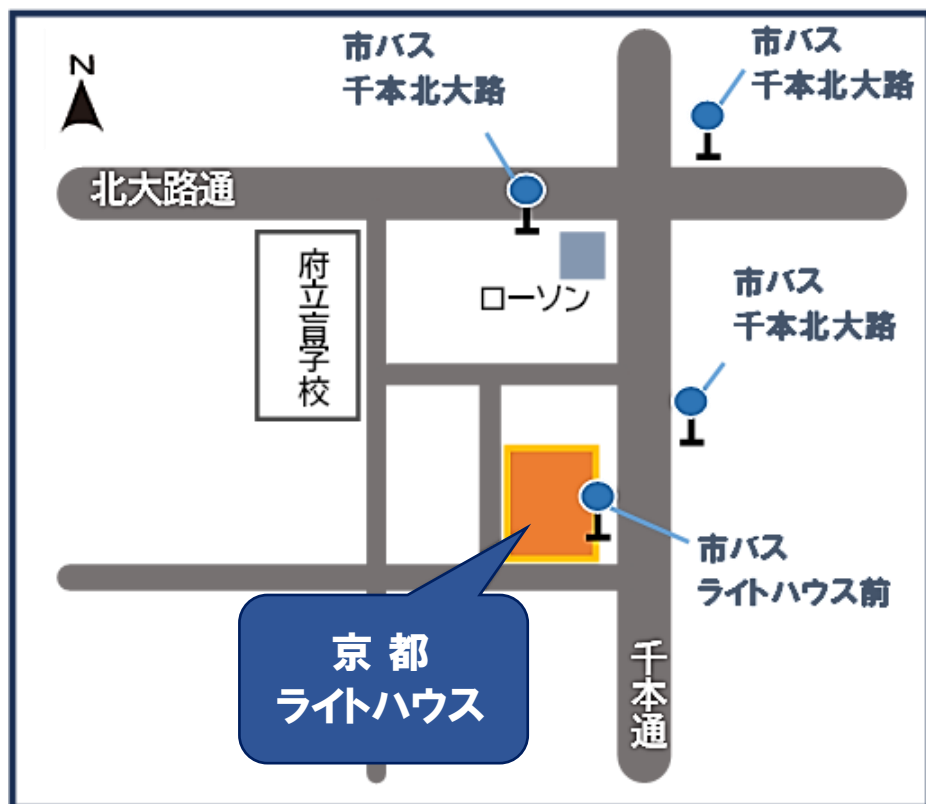 市バス
千本北大路
市バス
千本北大路
N
北大路通
府立盲学校
ローソン
市バス
千本北大路
市バス
ライトハウス前
京都
ライトハウス
千本通